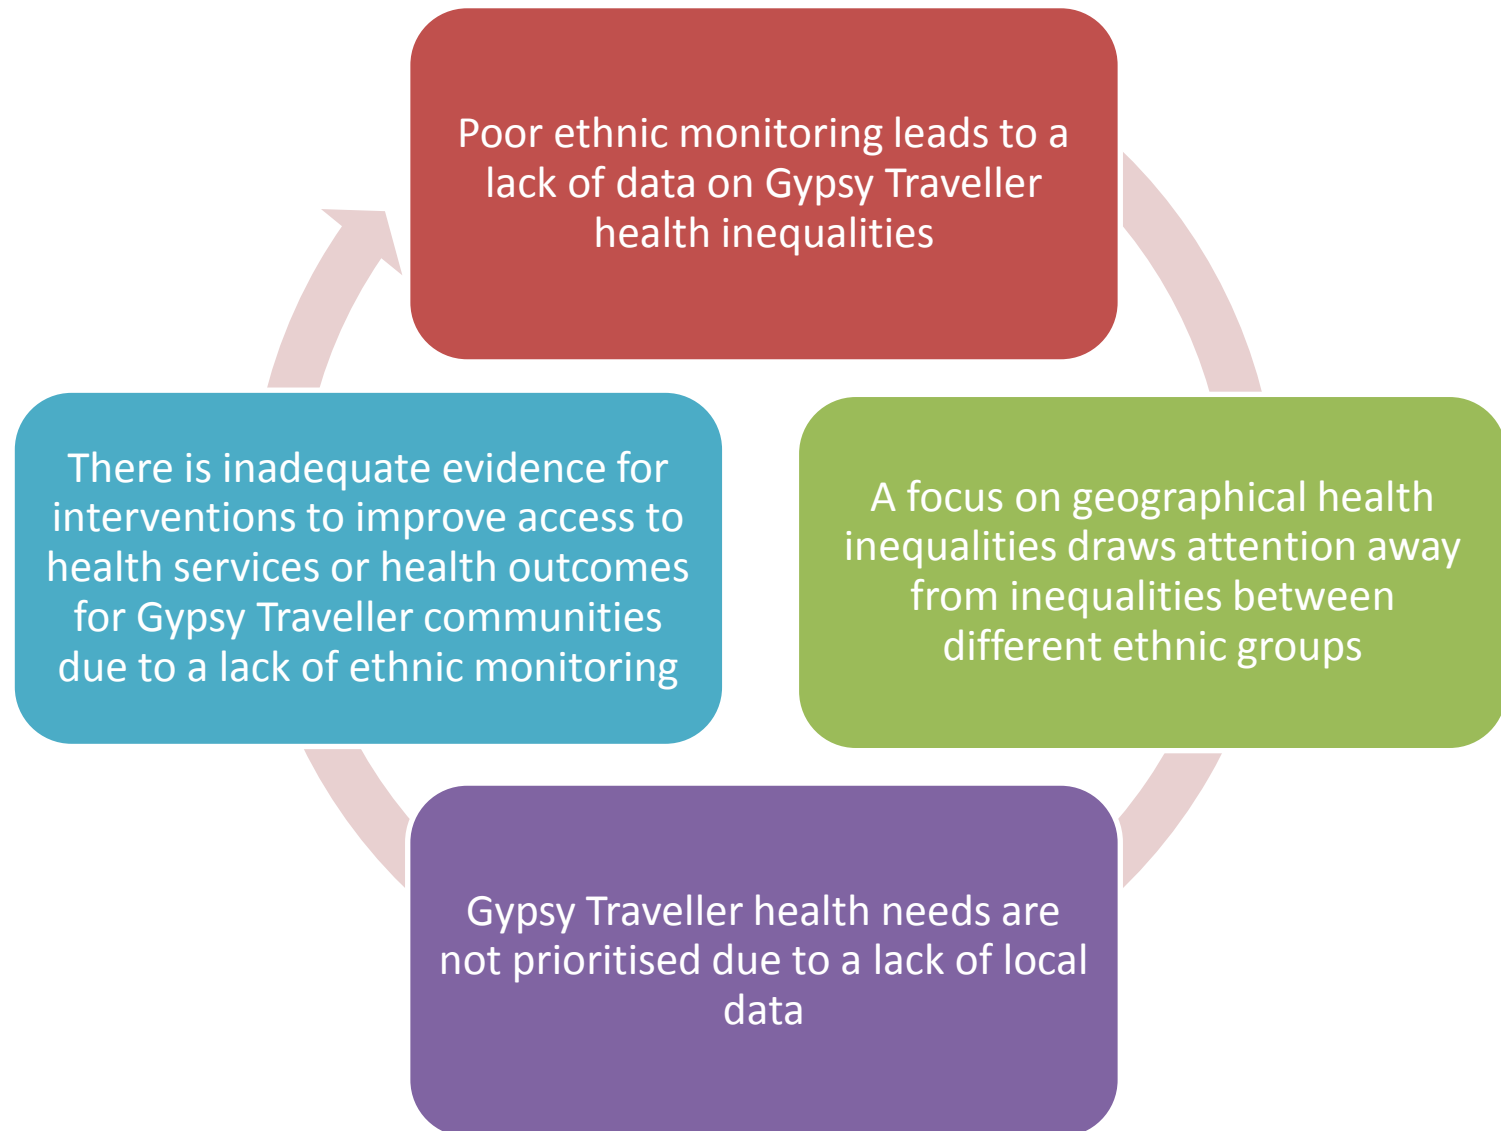 Poor ethnic monitoring leads to a
lack of data on Gypsy Traveller
health inequalities
A focus on geographical health
inequalities draws attention away
from inequalities between
different ethnic groups
Gypsy Traveller health needs are
not prioritised due to a lack of local
data
There is inadequate evidence for
interventions to improve access to
health services or health outcomes
for Gypsy Traveller communities
due to a lack of ethnic monitoring